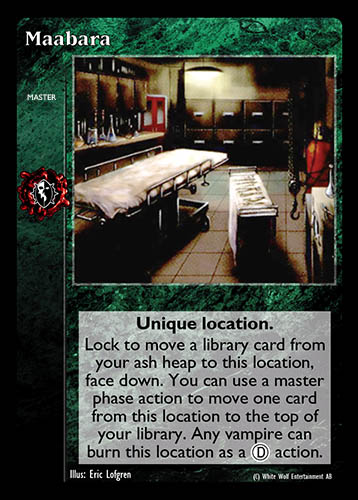 Maabara
MASTER
Unique location.
Lock to move a library card from
your ash heap to this location,
face down. You can use a master
phase action to move one card
from this location to the top of
your library. Any vampire can
burn this location as a Ⓓ action.
Illus: Eric Lofgren
(C) White Wolf Entertainment AB